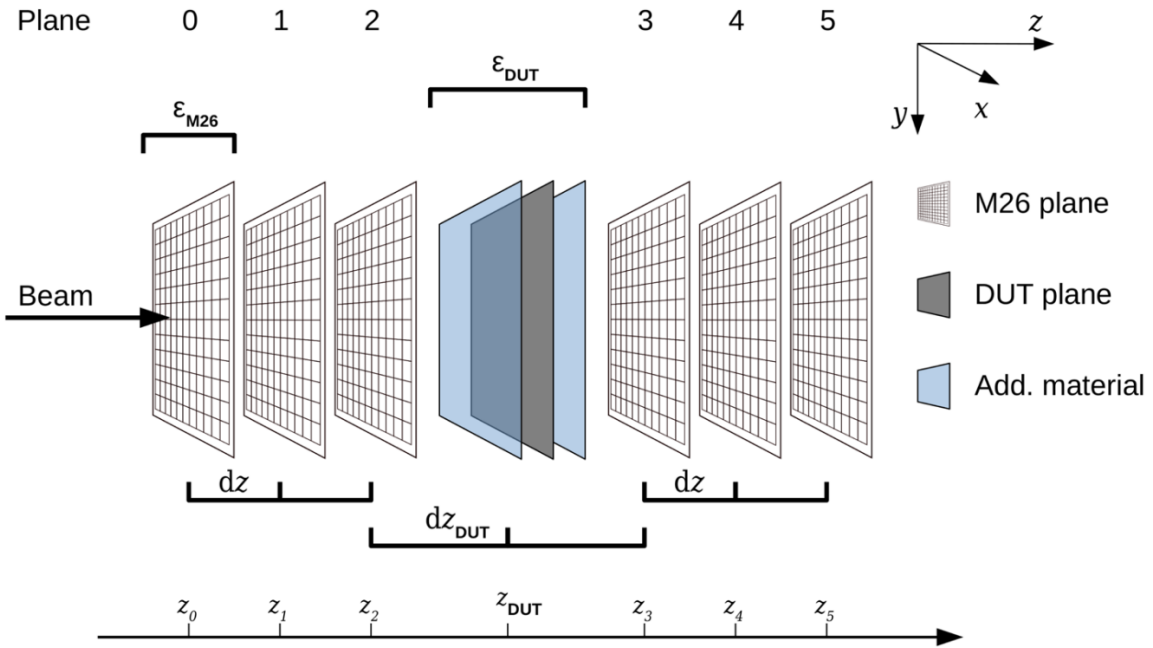 Plane 0 1 2 3 4 5
z
x
y
ε_DUT
ε_M26
M26 plane
Beam
DUT plane
Add. material
dz dz
dz_DUT
z_0 z_1 z_2 z_DUT z_3 z_4 z_5